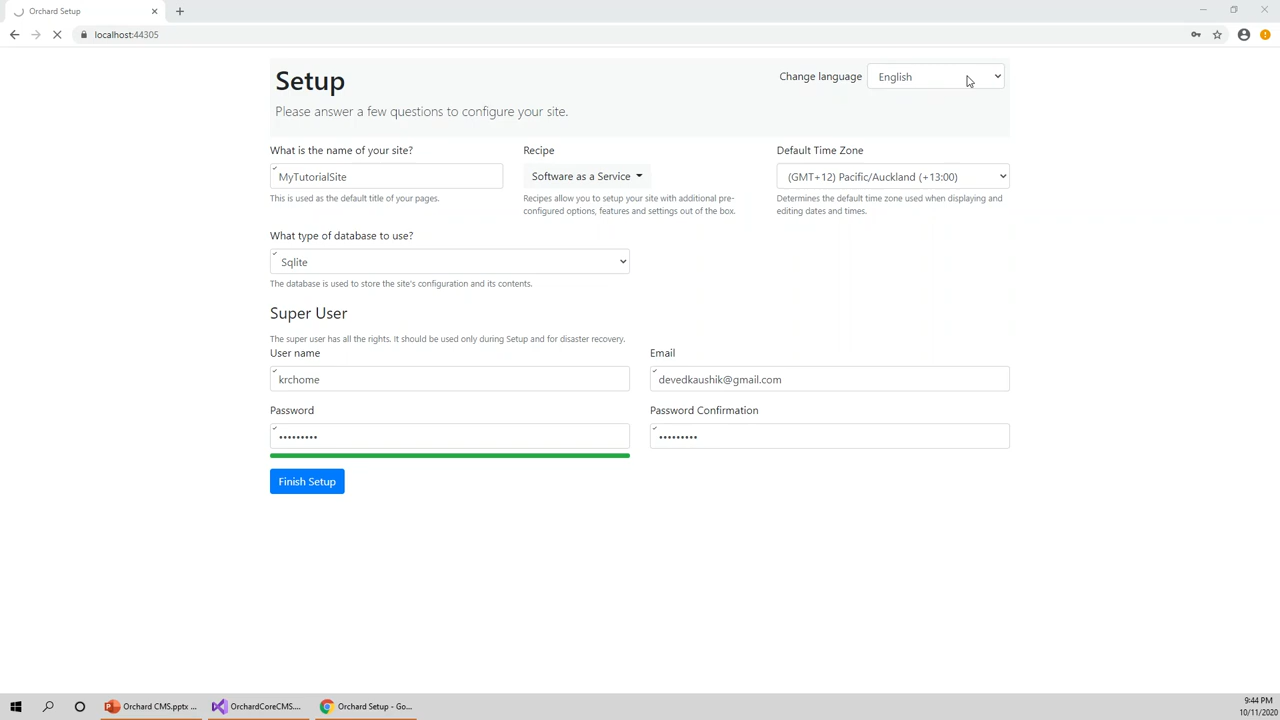 Orchard Setup
localhost:44305
Setup
Change language
English
Please answer a few questions to configure your site.
What is the name of your site?
MyTutorialSite
This is used as the default title of your pages.
Recipe
Software as a Service
Recipes allow you to setup your site with additional pre-
configured options, features and settings out of the box.
Default Time Zone
(GMT+12) Pacific/Auckland (+13:00)
Determines the default time zone used when displaying and
editing dates and times.
What type of database to use?
Sqlite
The database is used to store the site's configuration and its contents.
Super User
The super user has all the rights. It should be used only during Setup and for disaster recovery.
User name
krchome
Email
devedkaushik@gmail.com
Password
•••••••••
Password Confirmation
•••••••••
Finish Setup
Orchard CMS.pptx ...
OrchardCoreCMS....
Orchard Setup - Go...
9:44 PM
10/11/2020